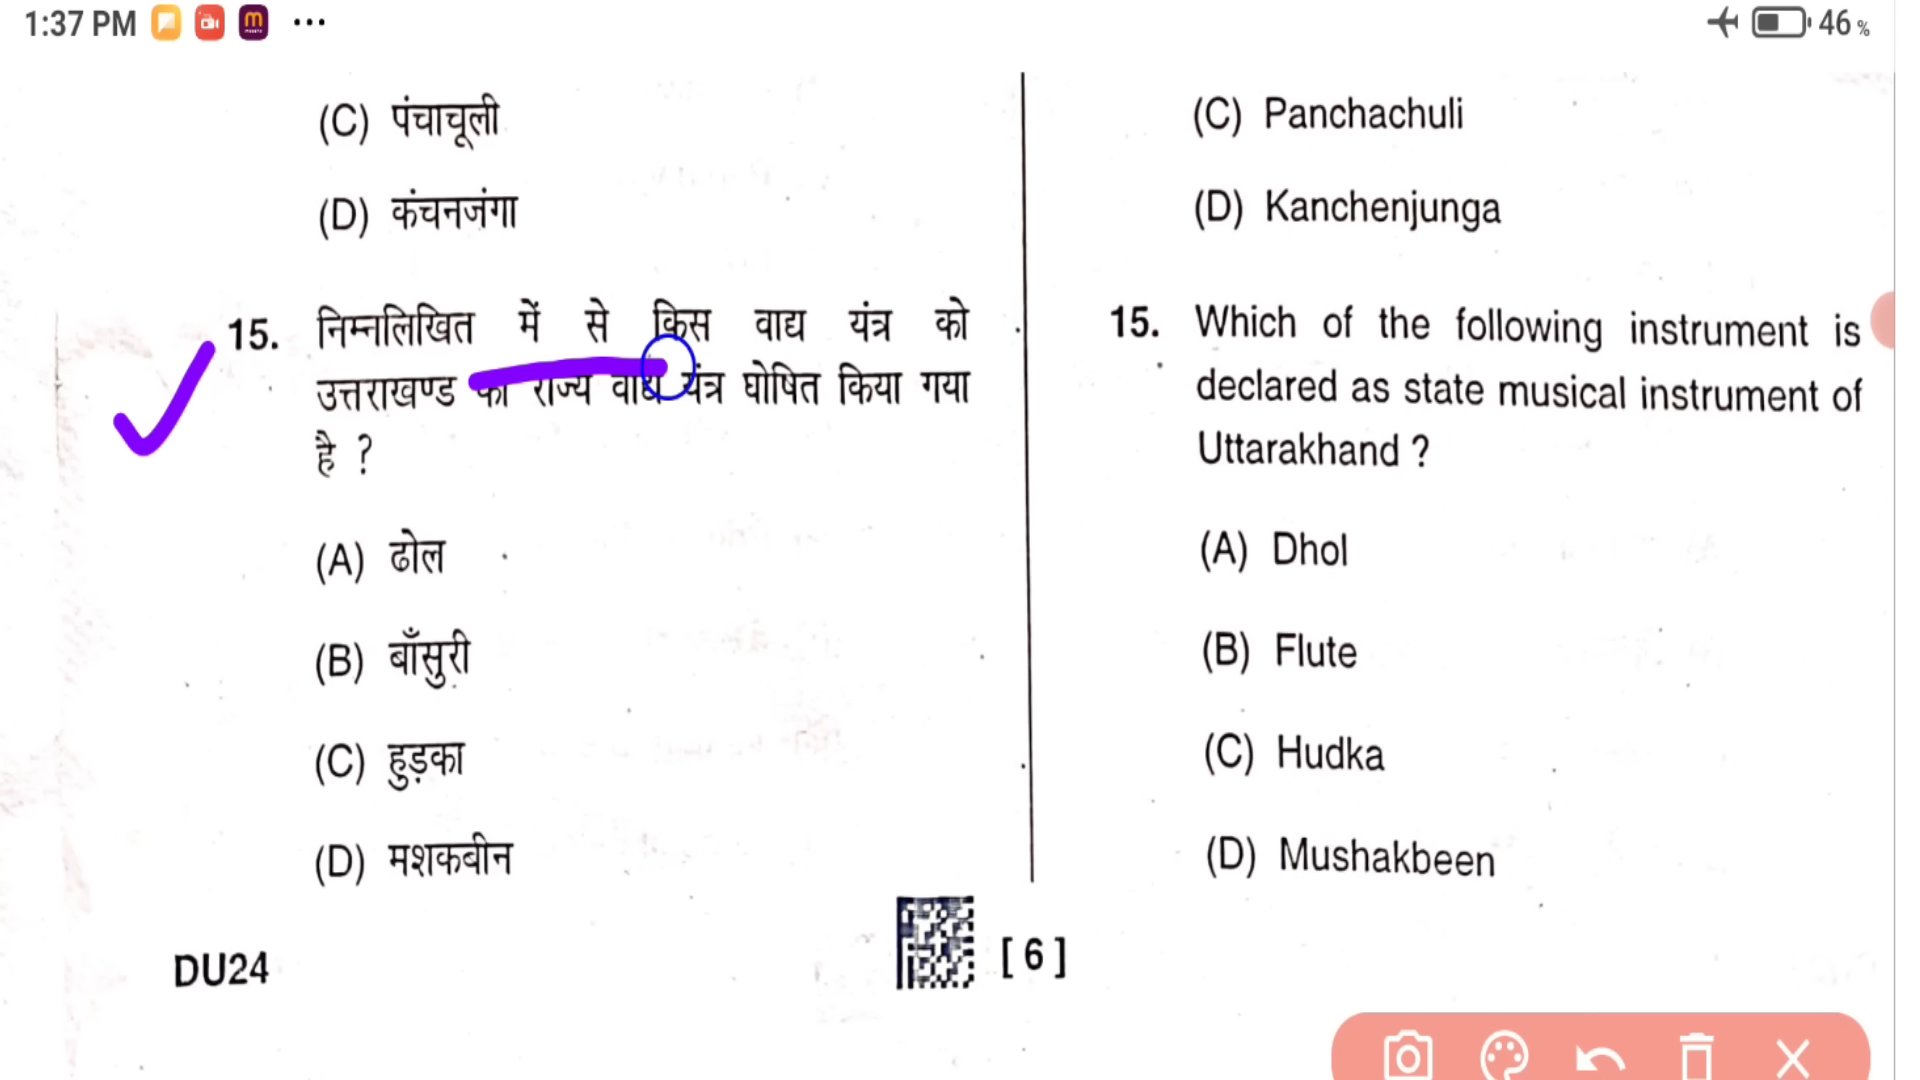 1:37 PM
46 %
(C) पंचाचूली
(D) कंचनजंगा
15. निम्नलिखित में से किस वाद्य यंत्र को
उत्तराखण्ड का राज्य वाद्य यंत्र घोषित किया गया
है ?
(A) ढोल
(B) बाँसुरी
(C) हुड़का
(D) मशकबीन
(C) Panchachuli
(D) Kanchenjunga
15. Which of the following instrument is
declared as state musical instrument of
Uttarakhand ?
(A) Dhol
(B) Flute
(C) Hudka
(D) Mushakbeen
DU24
[ 6 ]